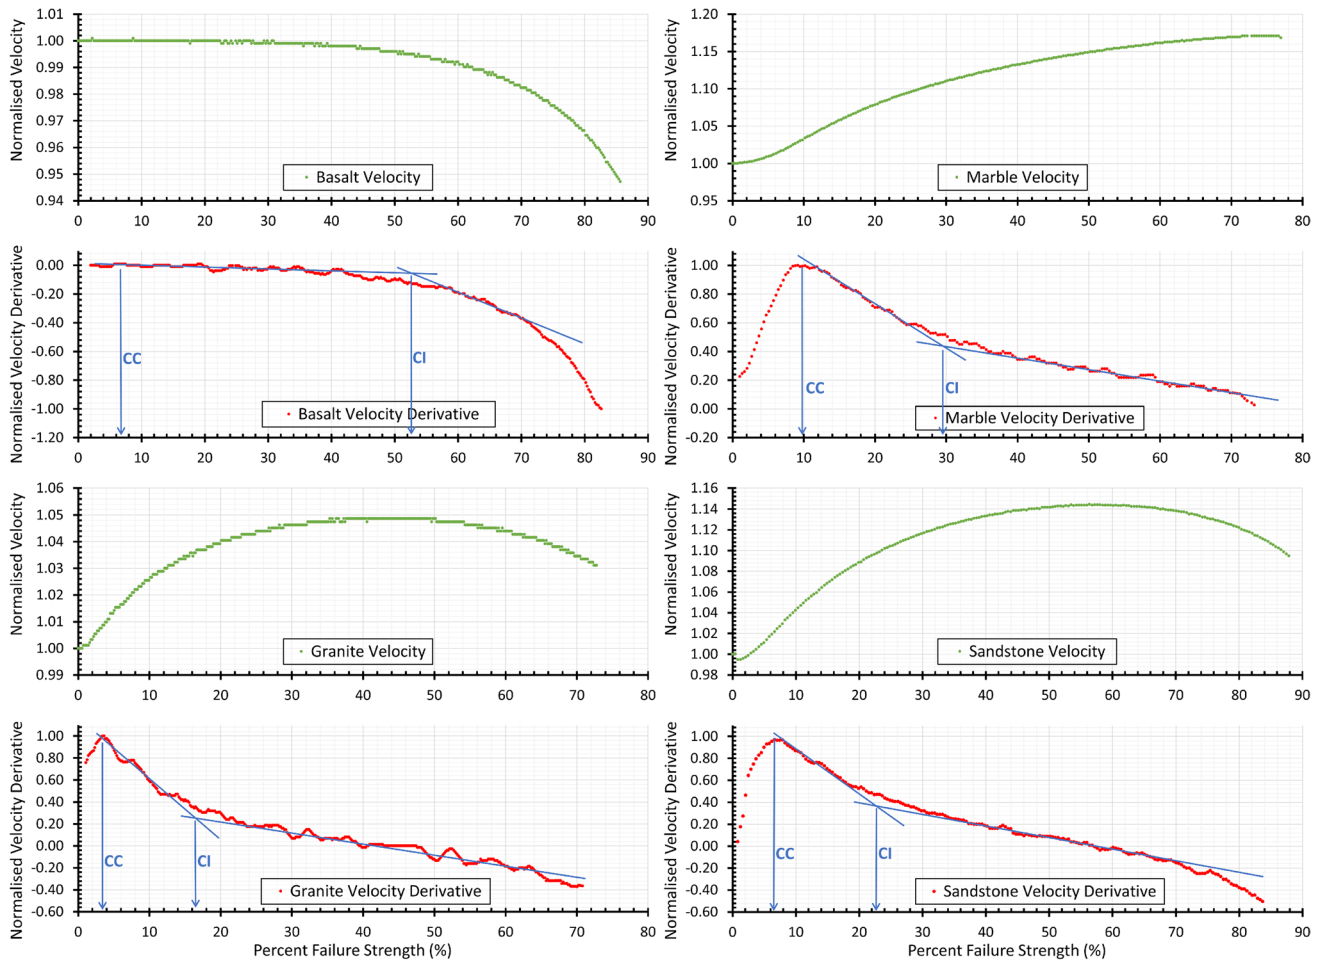 Normalised Velocity
1.01
1.00
0.99
0.98
0.97
0.96
0.95
0.94
Basalt Velocity
0 10 20 30 40 50 60 70 80 90
Normalised Velocity
1.20
1.15
1.10
1.05
1.00
0.95
Marble Velocity
0 10 20 30 40 50 60 70 80
Normalised Velocity Derivative
0.00
-0.20
-0.40
-0.60
-0.80
-1.00
-1.20
CC
CI
Basalt Velocity Derivative
0 10 20 30 40 50 60 70 80 90
Normalised Velocity Derivative
1.00
0.80
0.60
0.40
0.20
0.00
-0.20
CC
CI
Marble Velocity Derivative
0 10 20 30 40 50 60 70 80
Normalised Velocity
1.06
1.05
1.04
1.03
1.02
1.01
1.00
0.99
Granite Velocity
0 10 20 30 40 50 60 70 80
Normalised Velocity
1.16
1.14
1.12
1.10
1.08
1.06
1.04
1.02
1.00
0.98
Sandstone Velocity
0 10 20 30 40 50 60 70 80 90
Normalised Velocity Derivative
1.00
0.80
0.60
0.40
0.20
0.00
-0.20
-0.40
-0.60
CC
CI
Granite Velocity Derivative
0 10 20 30 40 50 60 70 80
Percent Failure Strength (%)
Normalised Velocity Derivative
1.00
0.80
0.60
0.40
0.20
0.00
-0.20
-0.40
-0.60
CC
CI
Sandstone Velocity Derivative
0 10 20 30 40 50 60 70 80 90
Percent Failure Strength (%)